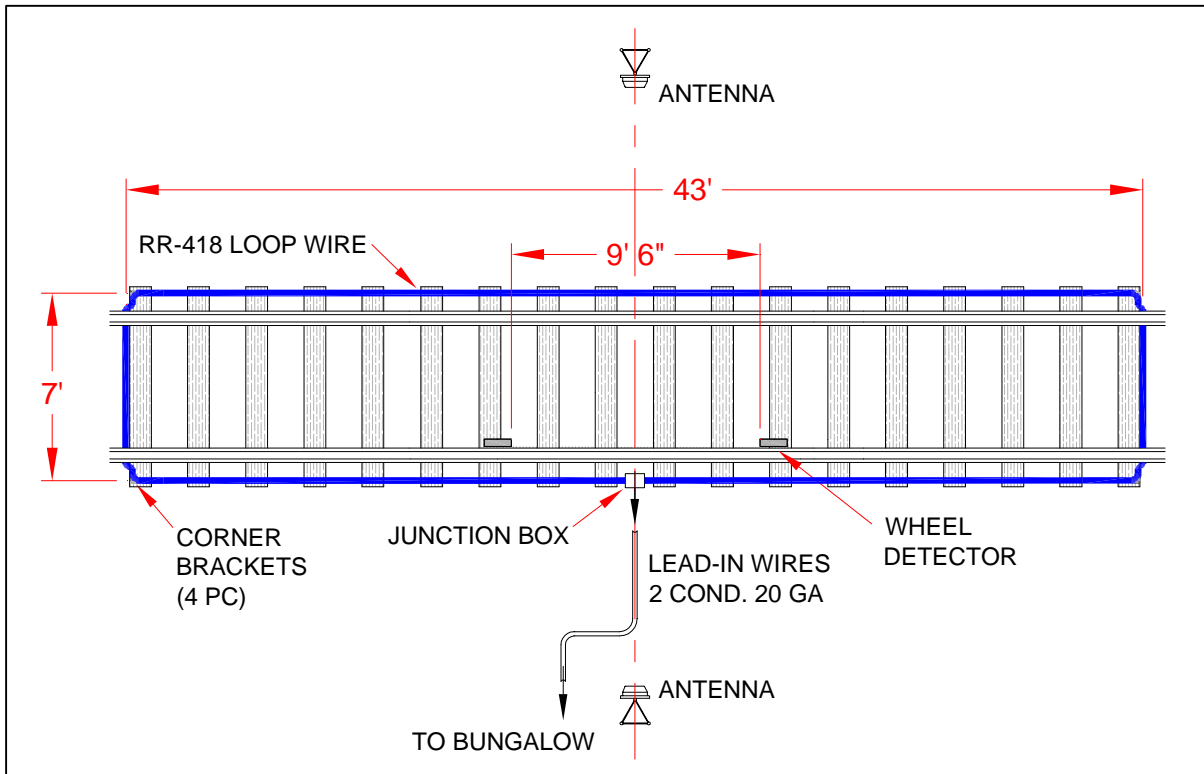 ANTENNA
43'
RR-418 LOOP WIRE
9' 6"
7'
CORNER
BRACKETS
(4 PC)
JUNCTION BOX
LEAD-IN WIRES
2 COND. 20 GA
WHEEL
DETECTOR
ANTENNA
TO BUNGALOW